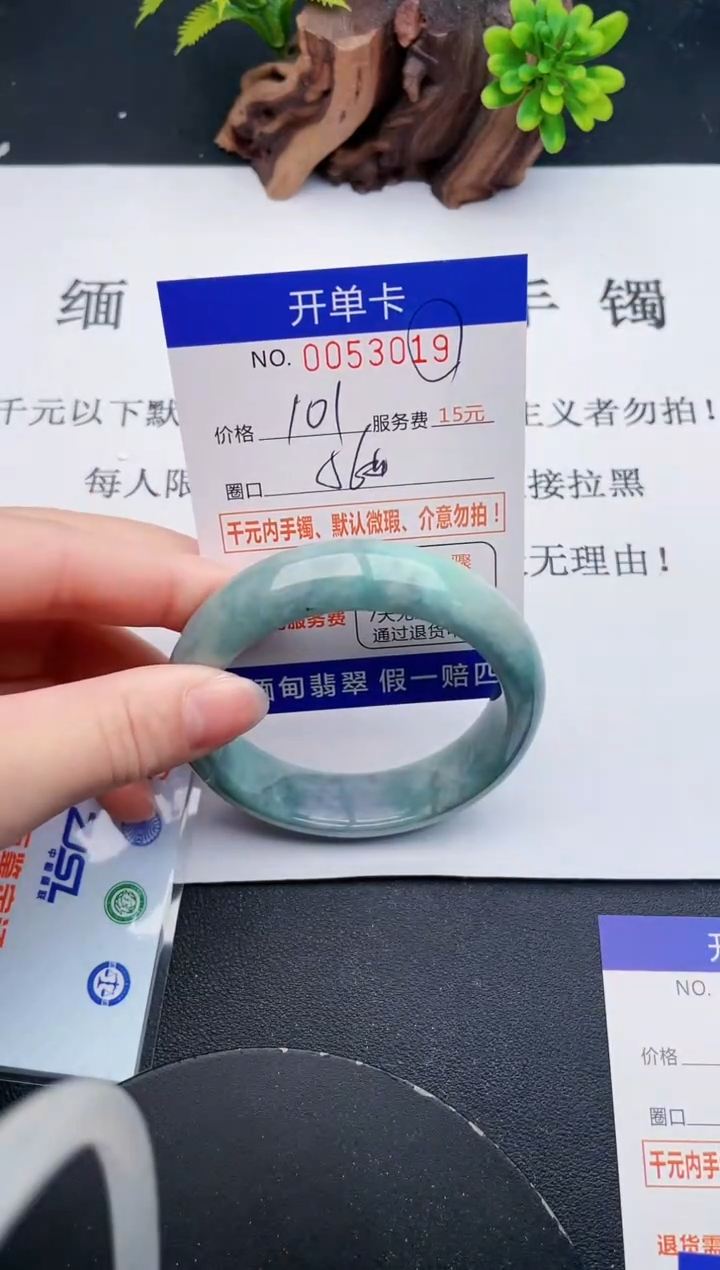 缅
手镯
开单卡
NO. 0053019
千元以下默
主义者勿拍！
价格 101 服务费 15元
每人限
接拉黑
圈口 56
千元内手镯、默认微瑕、介意勿拍！
无理由！
骤
服务费
7天无
通过退货
缅甸翡翠 假一赔四
ZJSL
开
NO.
价格
圈口
千元内手
退货需